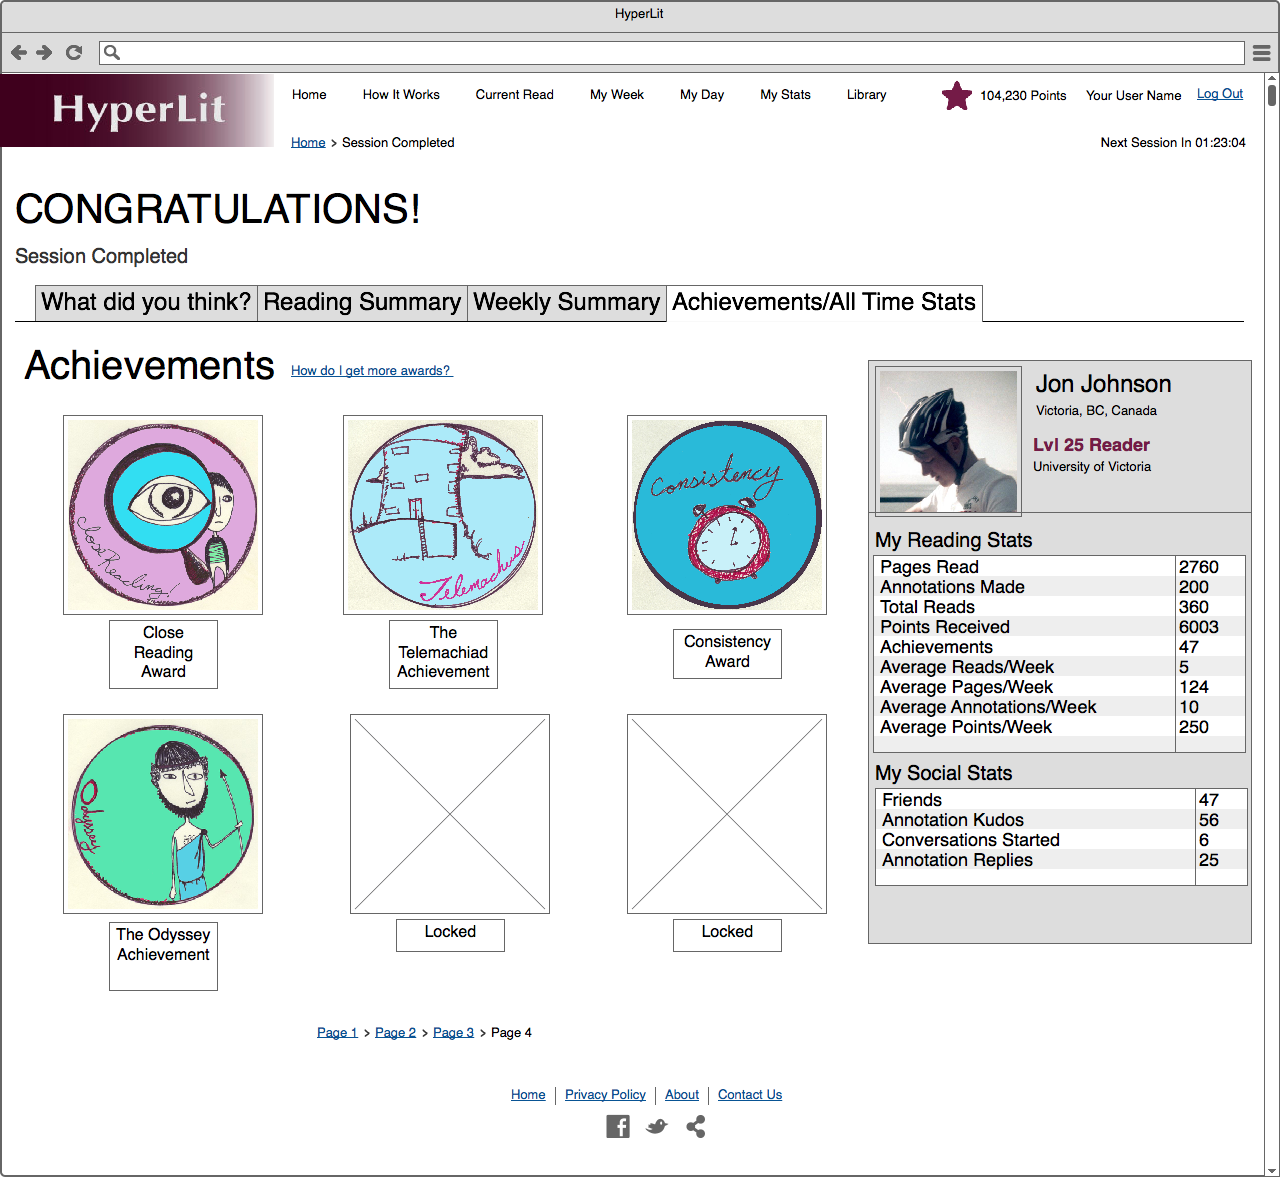 HyperLit
HyperLit
Home How It Works Current Read My Week My Day My Stats Library 104,230 Points Your User Name Log Out
Home > Session Completed
Next Session In 01:23:04
CONGRATULATIONS!
Session Completed
What did you think? Reading Summary Weekly Summary Achievements/All Time Stats
Achievements How do I get more awards?
Close Reading!
Close
Reading
Award
Telemachus
The
Telemachiad
Achievement
Consistency
Consistency
Award
Odyssey
The Odyssey
Achievement
Locked
Locked
Page 1 > Page 2 > Page 3 > Page 4
Jon Johnson
Victoria, BC, Canada
Lvl 25 Reader
University of Victoria
My Reading Stats
Pages Read 2760
Annotations Made 200
Total Reads 360
Points Received 6003
Achievements 47
Average Reads/Week 5
Average Pages/Week 124
Average Annotations/Week 10
Average Points/Week 250
My Social Stats
Friends 47
Annotation Kudos 56
Conversations Started 6
Annotation Replies 25
Home Privacy Policy About Contact Us